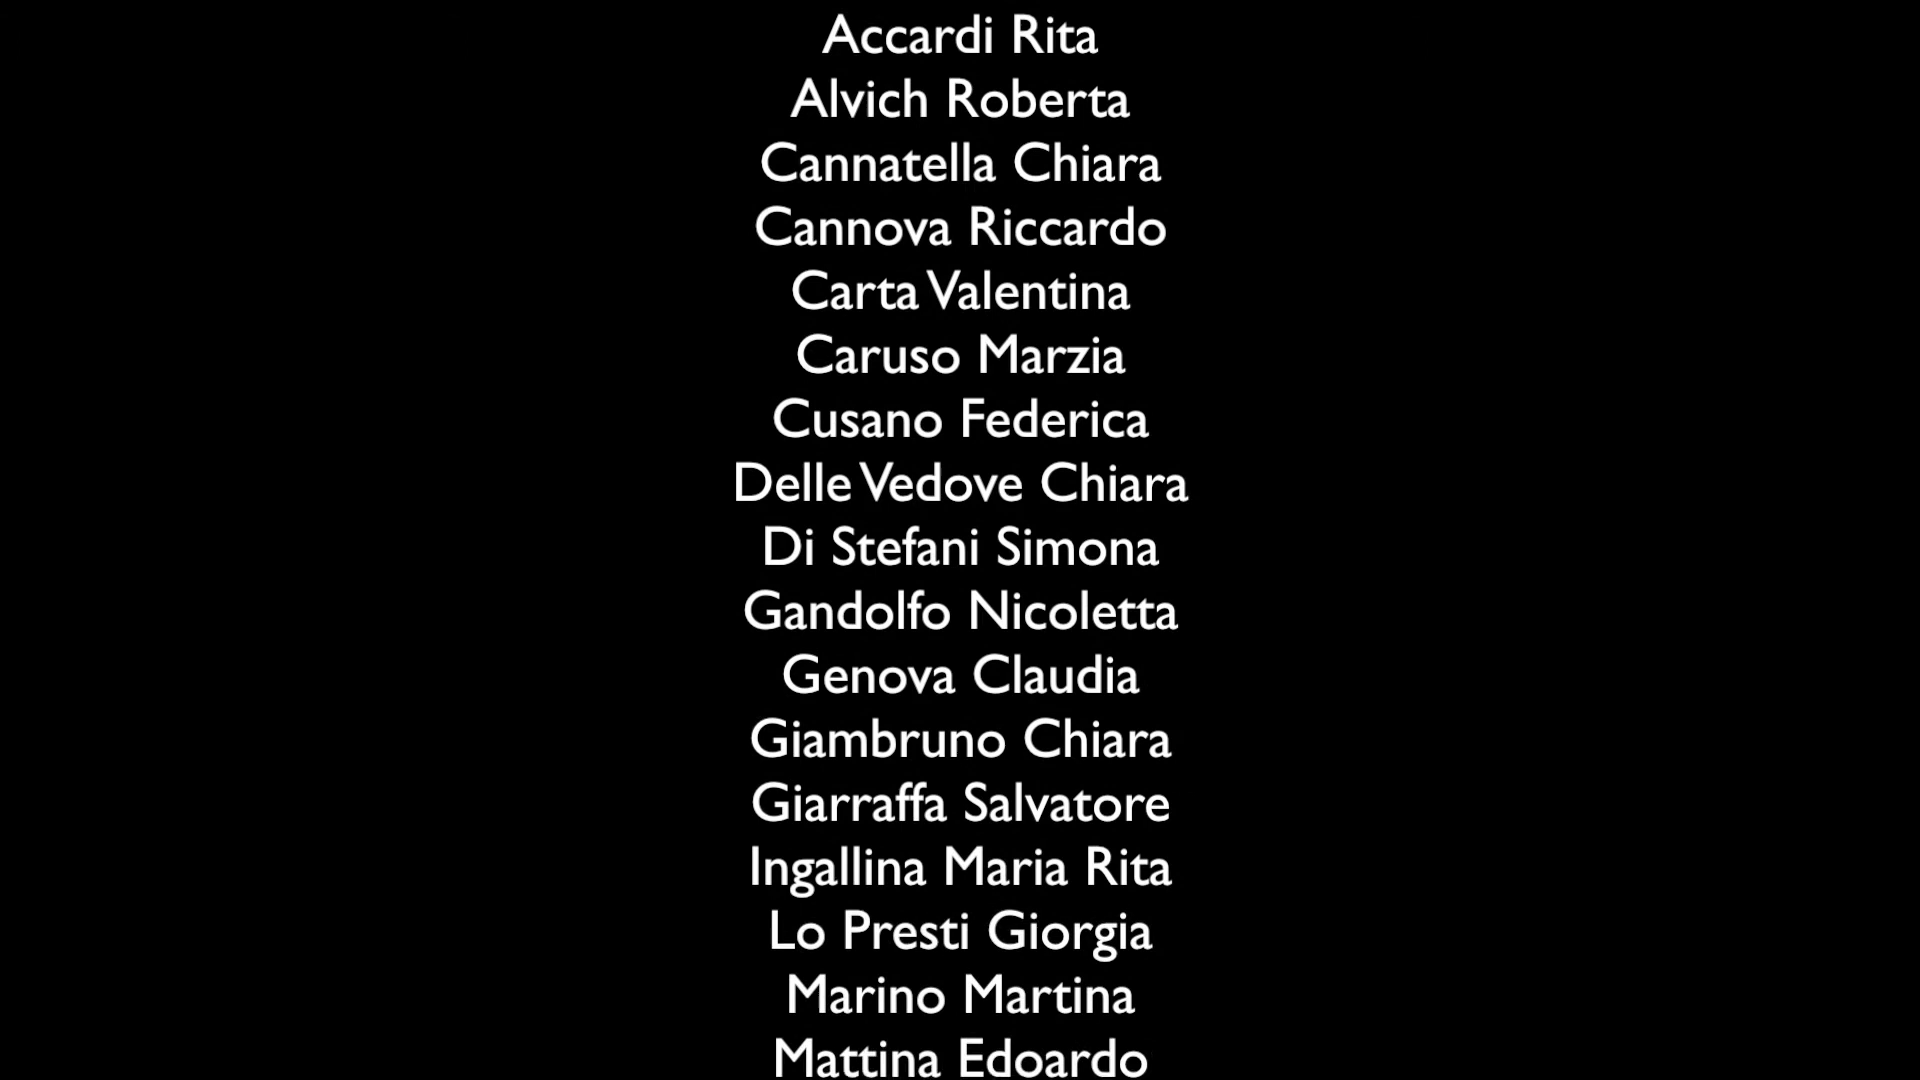 Accardi Rita
Alvich Roberta
Cannatella Chiara
Cannova Riccardo
Carta Valentina
Caruso Marzia
Cusano Federica
Delle Vedove Chiara
Di Stefani Simona
Gandolfo Nicoletta
Genova Claudia
Giambruno Chiara
Giarraffa Salvatore
Ingallina Maria Rita
Lo Presti Giorgia
Marino Martina
Mattina Edoardo